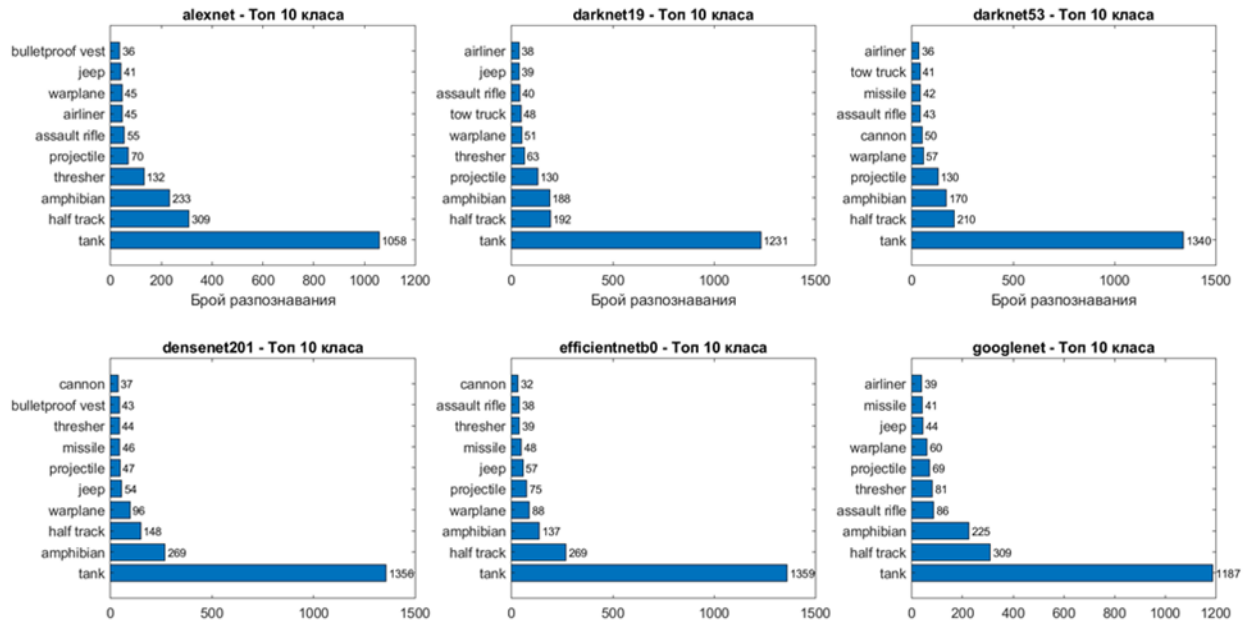 alexnet - Топ 10 класа
bulletproof vest 36
jeep 41
warplane 45
airliner 45
assault rifle 55
projectile 70
thresher 132
amphibian 233
half track 309
tank 1058
0 200 400 600 800 1000 1200
Брой разпознавания
darknet19 - Топ 10 класа
airliner 38
jeep 39
assault rifle 40
tow truck 48
warplane 51
thresher 63
projectile 130
amphibian 188
half track 192
tank 1231
0 500 1000 1500
Брой разпознавания
darknet53 - Топ 10 класа
airliner 36
tow truck 41
missile 42
assault rifle 43
cannon 50
warplane 57
projectile 130
amphibian 170
half track 210
tank 1340
0 500 1000 1500
Брой разпознавания
densenet201 - Топ 10 класа
cannon 37
bulletproof vest 43
thresher 44
missile 46
projectile 47
jeep 54
warplane 96
half track 148
amphibian 269
tank 1356
0 500 1000 1500
efficientnetb0 - Топ 10 класа
cannon 32
assault rifle 38
thresher 39
missile 48
jeep 57
projectile 75
warplane 88
amphibian 137
half track 269
tank 1359
0 500 1000 1500
googlenet - Топ 10 класа
airliner 39
missile 41
jeep 44
warplane 60
projectile 69
thresher 81
assault rifle 86
amphibian 225
half track 309
tank 1187
0 200 400 600 800 1000 1200